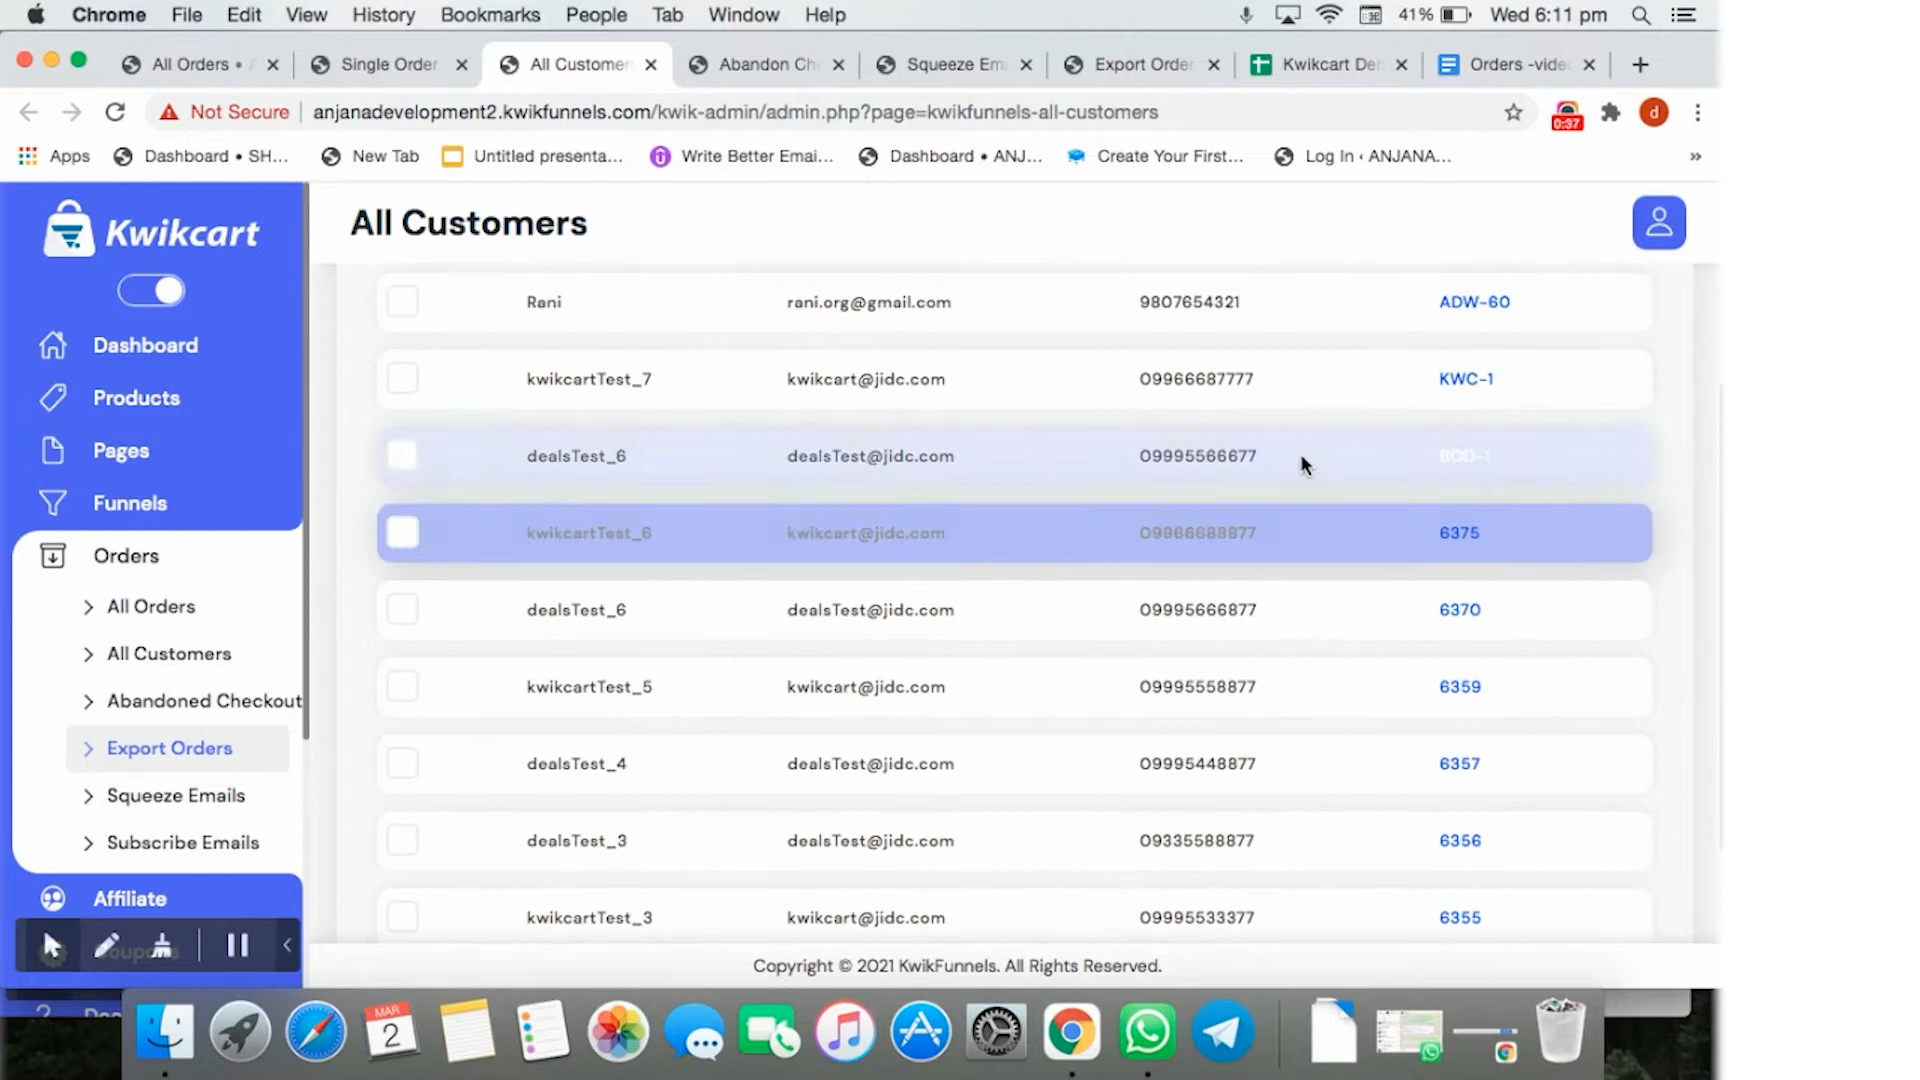 Chrome File Edit View History Bookmarks People Tab Window Help 41% Wed 6:11 pm
All Orders • Single Order All Customer Abandon Ch Squeeze Em Export Order Kwikcart Den Orders -vide
Not Secure anjanadevelopment2.kwikfunnels.com/kwik-admin/admin.php?page=kwikfunnels-all-customers 0:37 d
Apps Dashboard • SH... New Tab Untitled presenta... Write Better Emai... Dashboard • ANJ... Create Your First... Log In ‹ ANJANA... »
Kwikcart
All Customers
Dashboard
Products
Pages
Funnels
Orders
All Orders
All Customers
Abandoned Checkout
Export Orders
Squeeze Emails
Subscribe Emails
Affiliate
Coupons
Rani rani.org@gmail.com 9807654321 ADW-60
kwikcartTest_7 kwikcart@jidc.com 09966687777 KWC-1
dealsTest_6 dealsTest@jidc.com 09995566677 BOD-1
kwikcartTest_6 kwikcart@jidc.com 09966688877 6375
dealsTest_6 dealsTest@jidc.com 09995666877 6370
kwikcartTest_5 kwikcart@jidc.com 09995558877 6359
dealsTest_4 dealsTest@jidc.com 09995448877 6357
dealsTest_3 dealsTest@jidc.com 09335588877 6356
kwikcartTest_3 kwikcart@jidc.com 09995533377 6355
Copyright © 2021 KwikFunnels. All Rights Reserved.
MAR
2